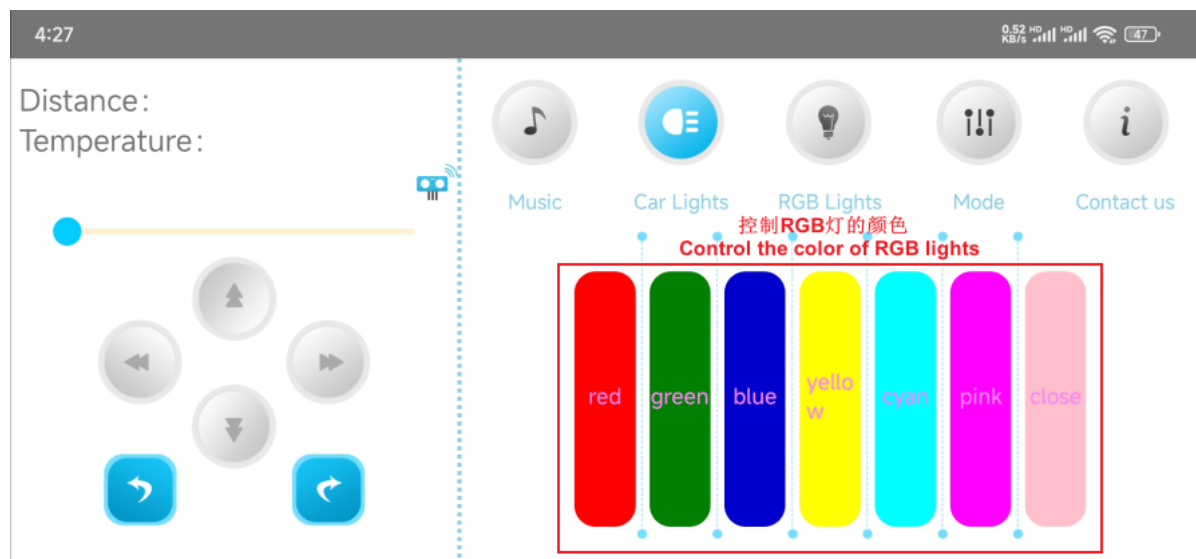 4:27
0.52 KB/s HD HD 47
Distance:
Temperature:
Music
Car Lights
RGB Lights
Mode
Contact us
控制RGB灯的颜色
Control the color of RGB lights
red
green
blue
yello
w
cyan
pink
close